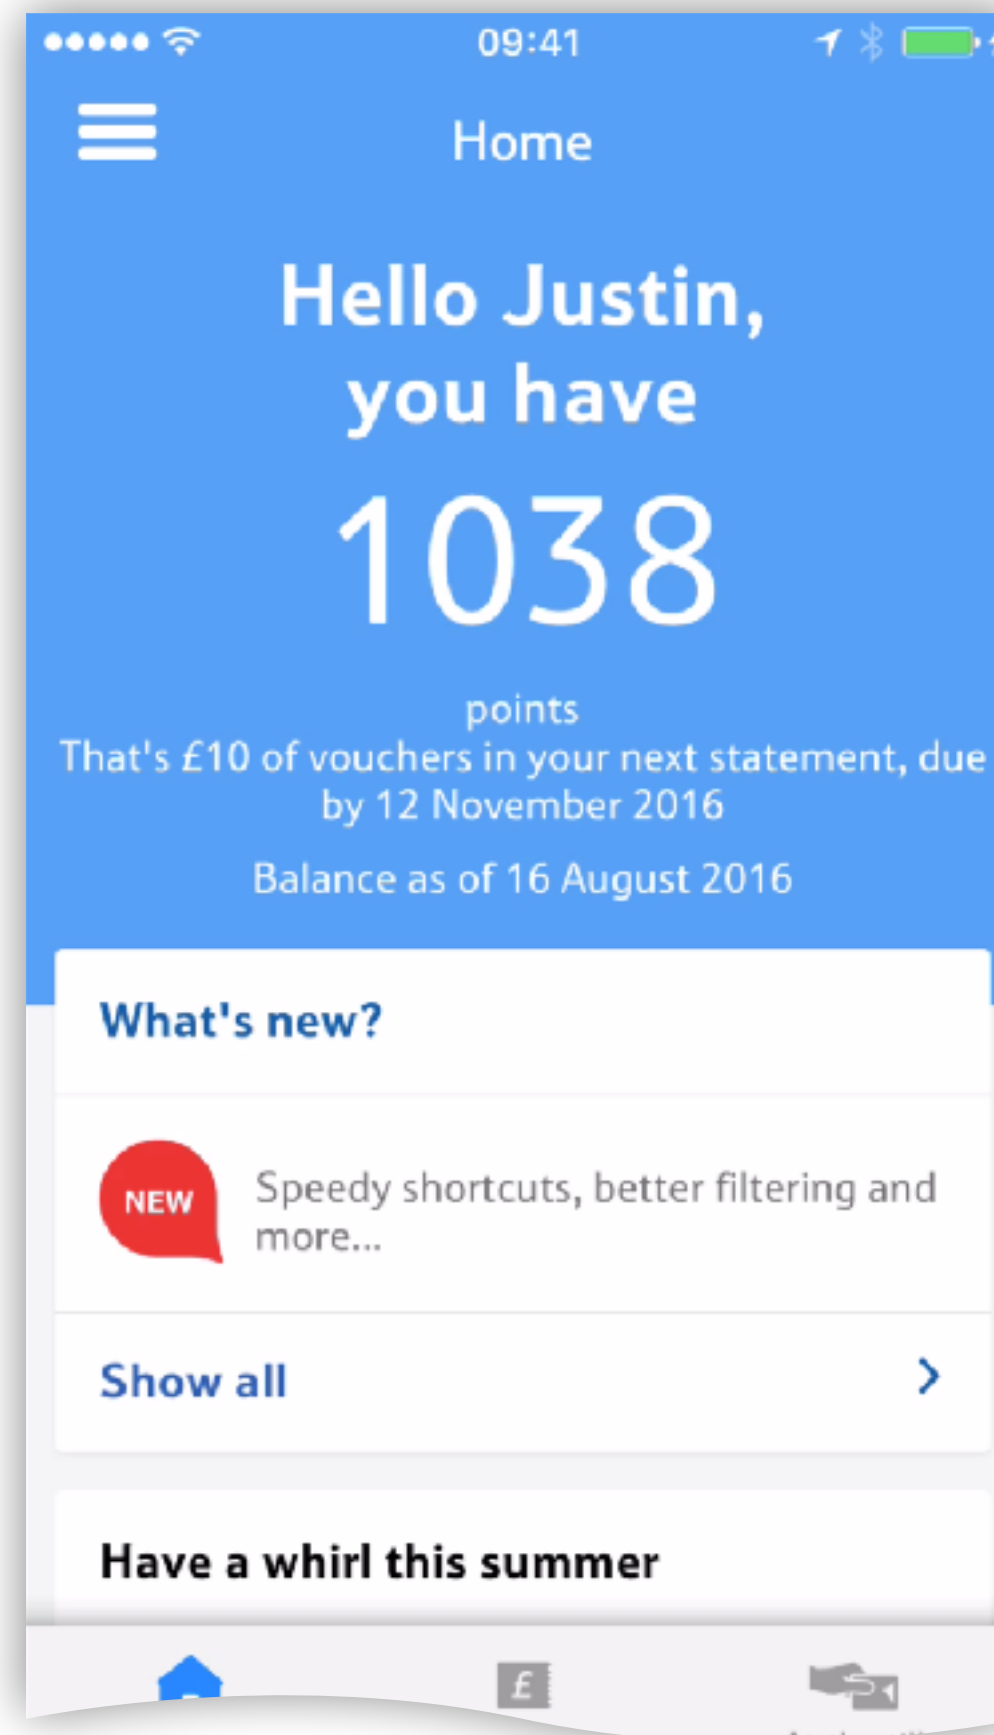 09:41
Home
Hello Justin,
you have
1038
points
That's £10 of vouchers in your next statement, due
by 12 November 2016
Balance as of 16 August 2016
What's new?
NEW
Speedy shortcuts, better filtering and
more...
Show all
Have a whirl this summer
£